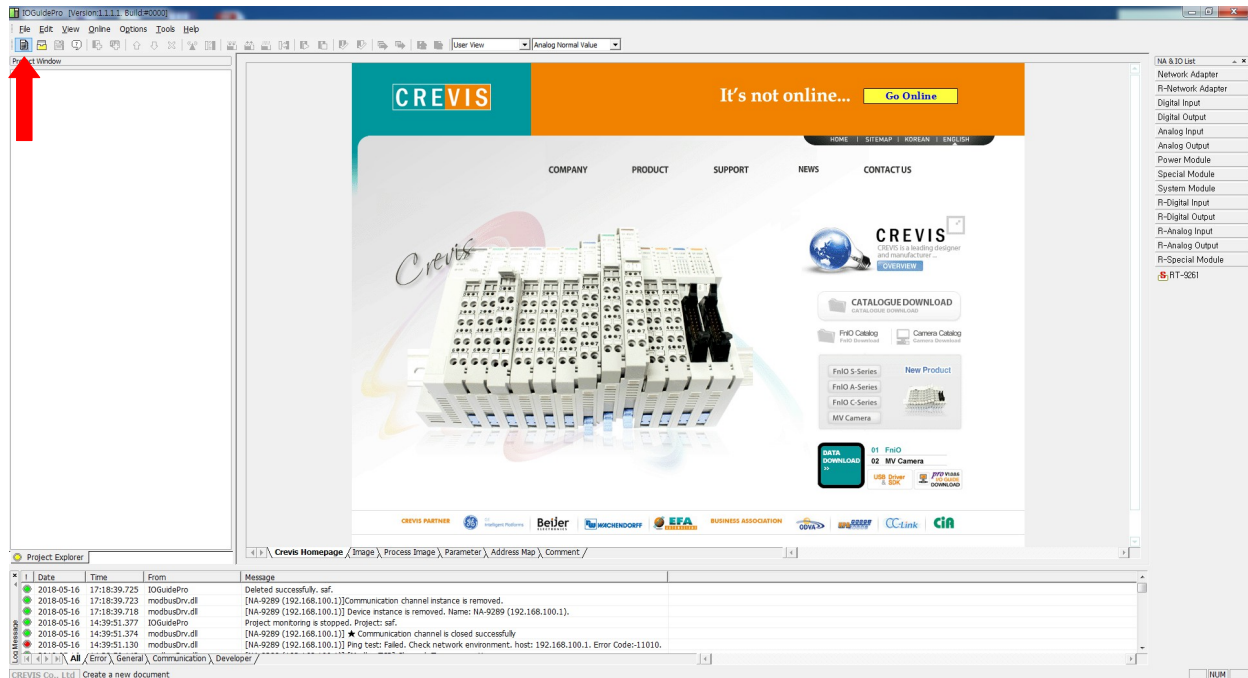 IOGuidePro [Version:1.1.1.1. Build:#0000]
File Edit View Online Options Tools Help
User View Analog Normal Value
Project Window
NA & IO List
Network Adapter
R-Network Adapter
Digital Input
Digital Output
Analog Input
Analog Output
Power Module
Special Module
System Module
R-Digital Input
R-Digital Output
R-Analog Input
R-Analog Output
R-Special Module
RT-9261
CREVIS
It's not online... Go Online
HOME | SITEMAP | KOREAN | ENGLISH
COMPANY PRODUCT SUPPORT NEWS CONTACT US
Crevis
CREVIS
CREVIS is a leading designer
and manufacturer ...
OVERVIEW
CATALOGUE DOWNLOAD
CATALOGUE DOWNLOAD
FnIO Catalog
FnIO Download
Camera Catalog
Camera Download
FnIO S-Series
FnIO A-Series
FnIO C-Series
MV Camera
New Product
DATA
DOWNLOAD
>>
01 FnIO
02 MV Camera
USB Driver
& SDK
I/O GUIDE
DOWNLOAD
CREVIS PARTNER
Intelligent Platforms
Beijer
ELECTRONICS
WACHENDORFF
EFA
BUSINESS ASSOCIATION
ODVA
CC-Link
CiA
Project Explorer
Crevis Homepage Image Process Image Parameter Address Map Comment
! Date Time From Message
2018-05-16 17:18:39.725 IOGuidePro Deleted successfully. saf.
2018-05-16 17:18:39.723 modbusDrv.dll [NA-9289 (192.168.100.1)]Communication channel instance is removed.
2018-05-16 17:18:39.718 modbusDrv.dll [NA-9289 (192.168.100.1)] Device instance is removed. Name: NA-9289 (192.168.100.1).
2018-05-16 14:39:51.377 IOGuidePro Project monitoring is stopped. Project: saf.
2018-05-16 14:39:51.374 modbusDrv.dll [NA-9289 (192.168.100.1)] ★ Communication channel is closed successfully
2018-05-16 14:39:51.130 modbusDrv.dll [NA-9289 (192.168.100.1)] Ping test: Failed. Check network environment. host: 192.168.100.1. Error Code:-11010.
Log Message
All Error General Communication Developer
CREVIS Co., Ltd Create a new document
NUM